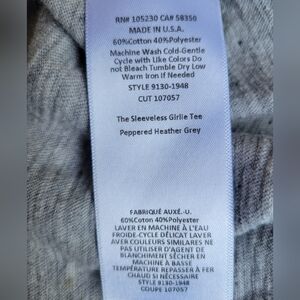 RN# 105230 CA# 58350
MADE IN U.S.A.
60%Cotton 40%Polyester
Machine Wash Cold-Gentle
Cycle with Like Colors Do
not Bleach Tumble Dry Low
Warm Iron If Needed
STYLE 9130-1948
CUT 107057
The Sleeveless Girlie Tee
Peppered Heather Grey
FABRIQUÉ AUXÉ.-U.
60%Cotton 40%Polyester
LAVER EN MACHINE À L'EAU
FROIDE-CYCLE DÉLICAT LAVER
AVER COULEURS SIMILARES NE
PAS UTILISER D'AGENT DE
BLANCHIMENT SÉCHER EN
MACHINE À BASSE
TEMPÉRATURE REPASSER À FER
CHAUD SI NÉCESSAIRE
STYLE 9130-1948
COUPE 107057